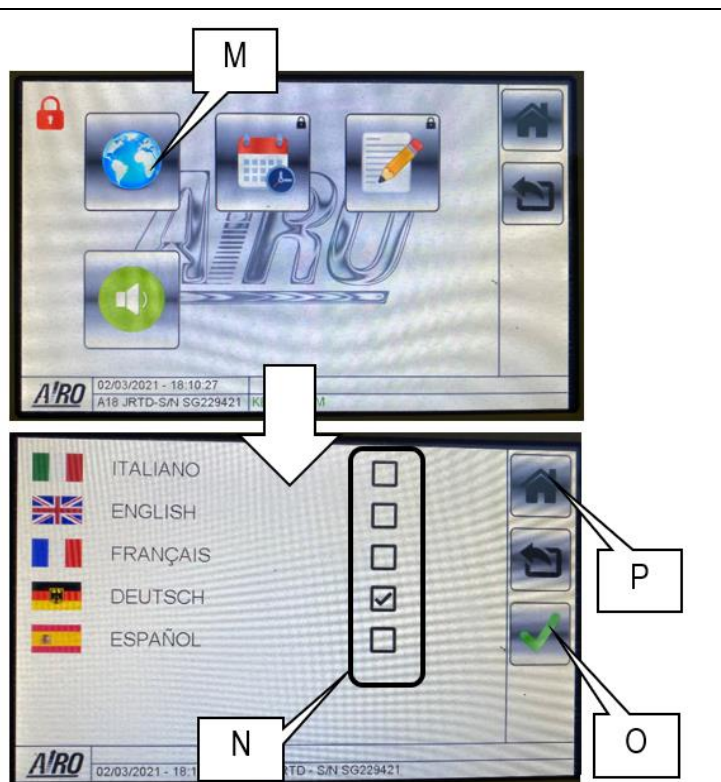 M
AIRO
AIRO
02/03/2021 - 18:10:27
A18 JRTD-S/N SG229421
M
ITALIANO
ENGLISH
FRANÇAIS
DEUTSCH
ESPAÑOL
P
N
O
AIRO
02/03/2021 - 18:1
TD - S/N SG229421